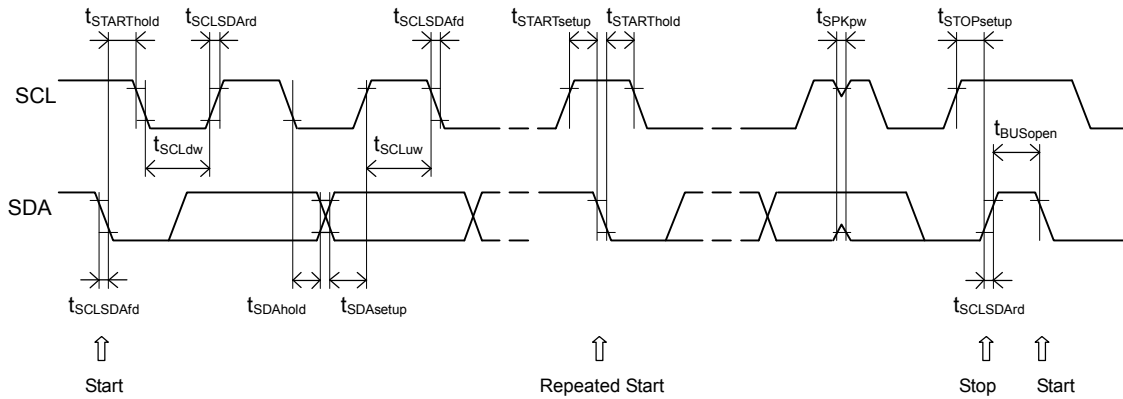 tSTARThold tSCLSDArd tSCLSDAfd tSTARTsetup tSTARThold tSPKpw tSTOPsetup
SCL
tSCLdw tSCLuw tBUSopen
SDA
tSCLSDAfd tSDAhold tSDAsetup tSCLSDArd
Start Repeated Start Stop Start